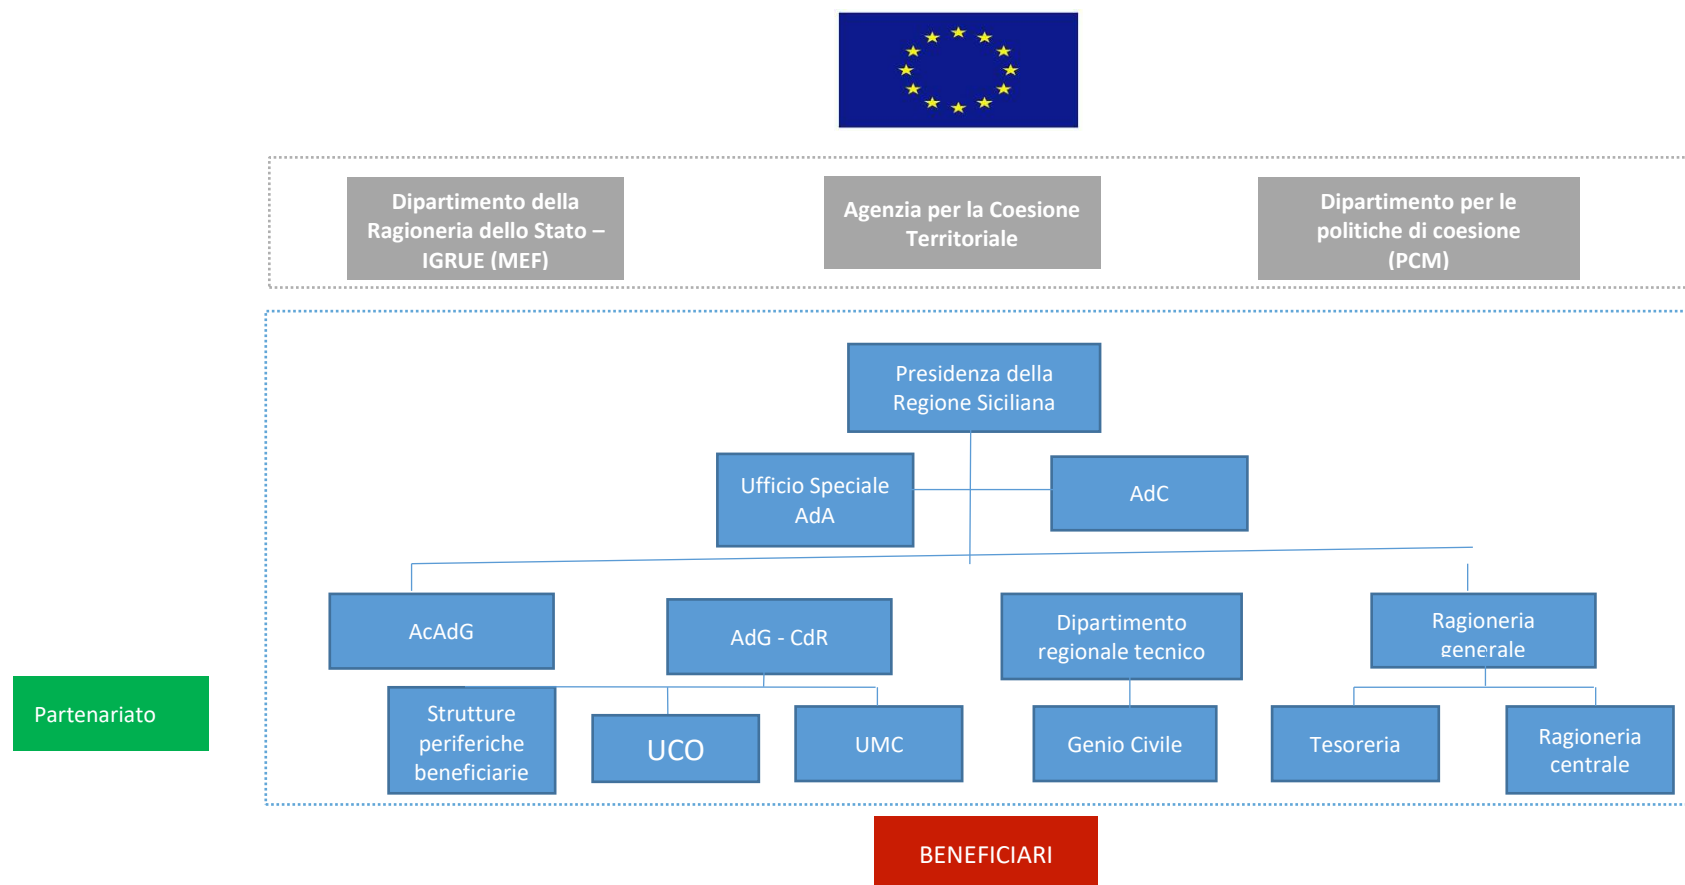 Dipartimento della
Ragioneria dello Stato –
IGRUE (MEF)
Agenzia per la Coesione
Territoriale
Dipartimento per le
politiche di coesione
(PCM)
Presidenza della
Regione Siciliana
Ufficio Speciale
AdA
AdC
AcAdG
AdG - CdR
Dipartimento
regionale tecnico
Ragioneria
generale
Partenariato
Strutture
periferiche
beneficiarie
UCO
UMC
Genio Civile
Tesoreria
Ragioneria
centrale
BENEFICIARI